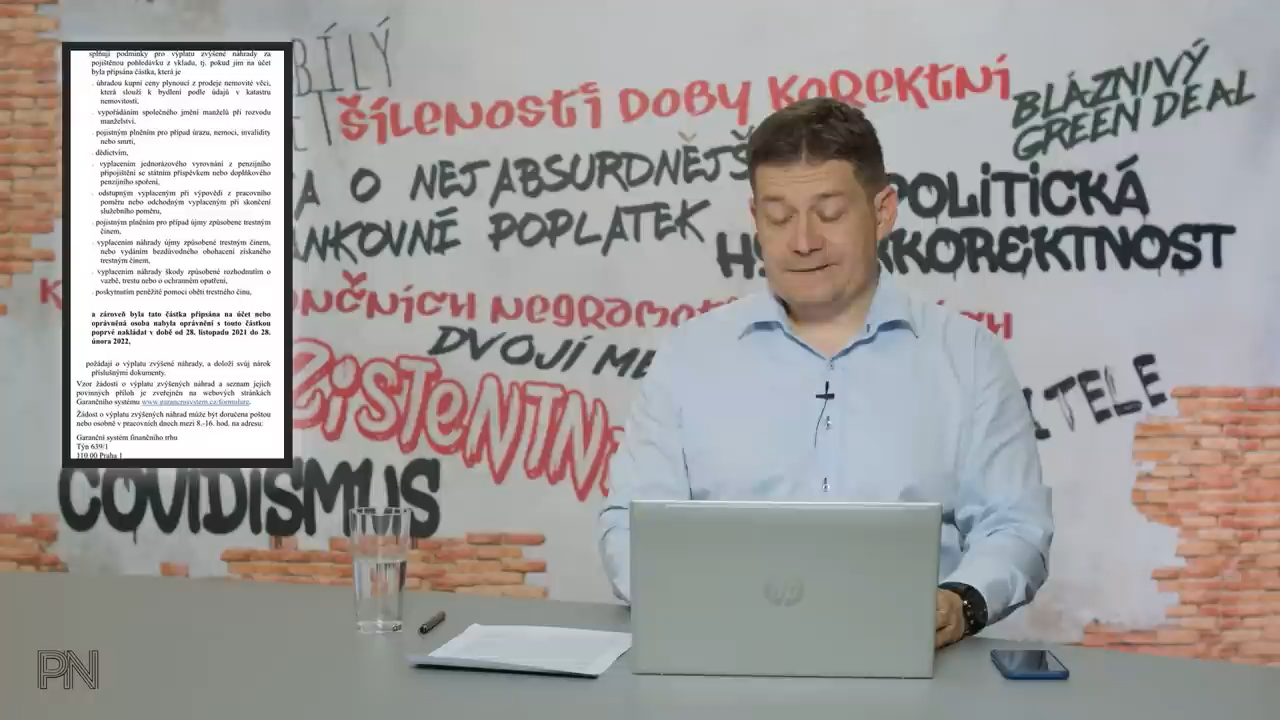 splňují podmínky pro výplatu zvýšené náhrady za
pojištěnou pohledávku z vkladu, tj. pokud jim na účet
byla připsána částka, která je
. úhradou kupní ceny plynoucí z prodeje nemovité věci,
která slouží k bydlení podle údajů v katastru
nemovitostí,
. vypořádáním společného jmění manželů při rozvodu
manželství,
. pojistným plněním pro případ úrazu, nemoci, invalidity
nebo smrti,
. dědictvím,
. vyplacením jednorázového vyrovnání z penzijního
připojištění se státním příspěvkem nebo doplňkového
penzijního spoření,
. odstupným vyplaceným při výpovědi z pracovního
poměru nebo odchodným vyplaceným při skončení
služebního poměru,
. pojistným plněním pro případ újmy způsobené trestným
činem,
. vyplacením náhrady újmy způsobené trestným činem,
nebo vydáním bezdůvodného obohacení získaného
trestným činem,
. vyplacením náhrady škody způsobené rozhodnutím o
vazbě, trestu nebo o ochranném opatření,
. poskytnutím peněžité pomoci oběti trestného činu,
a zároveň byla tato částka připsána na účet nebo
oprávněná osoba nabyla oprávnění s touto částkou
poprvé nakládat v době od 28. listopadu 2021 do 28.
února 2022,
požádají o výplatu zvýšené náhrady, a doloží svůj nárok
příslušnými dokumenty.
Vzor žádosti o výplatu zvýšených náhrad a seznam jejich
povinných příloh je zveřejněn na webových stránkách
Garančního systému www.garancnisystem.cz/formulare.
Žádost o výplatu zvýšených náhrad může být doručena poštou
nebo osobně v pracovních dnech mezi 8.-16. hod. na adresu:
Garanční systém finančního trhu
Týn 639/1
110 00 Praha 1
BÍLÝ
ŠÍLENOSTI DOBY KOREKTNÍ
BLÁZNIVÝ
GREEN DEAL
A O NEJABSURDNĚJŠ
ANKOVNÍ POPLATEK
POLITICKÁ
KOREKTNOST
NČNÍCH NEGRAMOT
DVOJÍ ME
ZISTENTN
ITELE
COVIDISMUS
hp
PN